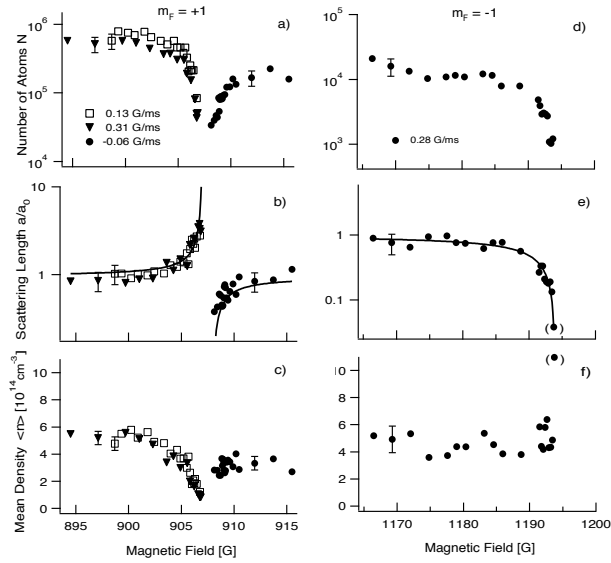 m_F = +1
m_F = -1
a)
d)
Number of Atoms N
10^6
10^5
10^4
0.13 G/ms
0.31 G/ms
-0.06 G/ms
10^5
10^4
10^3
0.28 G/ms
b)
e)
Scattering Length a/a_0
10
1
1
0.1
( )
c)
f)
Mean Density <n> [10^14 cm^-3]
6
5
4
3
2
1
0
895
900
905
910
915
Magnetic Field [G]
( )
10
8
6
4
2
0
1170
1180
1190
1200
Magnetic Field [G]